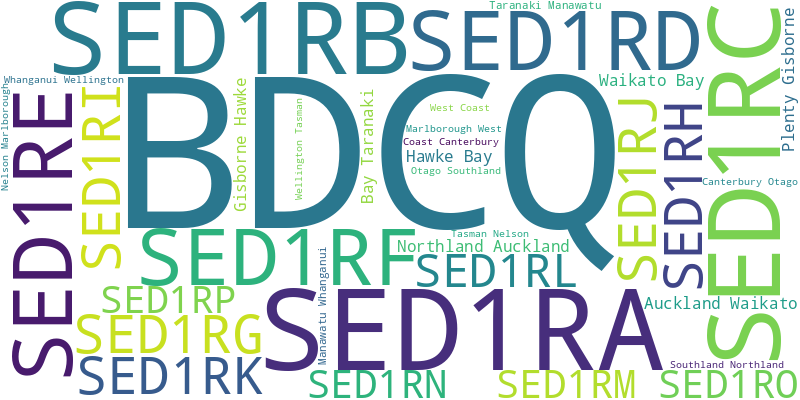 SED1RB
SED1RD
Taranaki Manawatu
SED1RC
Plenty Gisborne
Whanganui Wellington
Nelson Marlborough
SED1RE
SED1RI
Gisborne Hawke
Wellington Tasman
Bay Taranaki
BDCQ
West Coast
Marlborough West
Coast Canterbury
Hawke Bay
Otago Southland
Waikato Bay
SED1RJ
SED1RH
Canterbury Otago
SED1RF
Tasman Nelson
Northland Auckland
SED1RL
SED1RP
Manawatu Whanganui
SED1RA
Auckland Waikato
SED1RG
SED1RK
SED1RN
SED1RM
Southland Northland
SED1RO